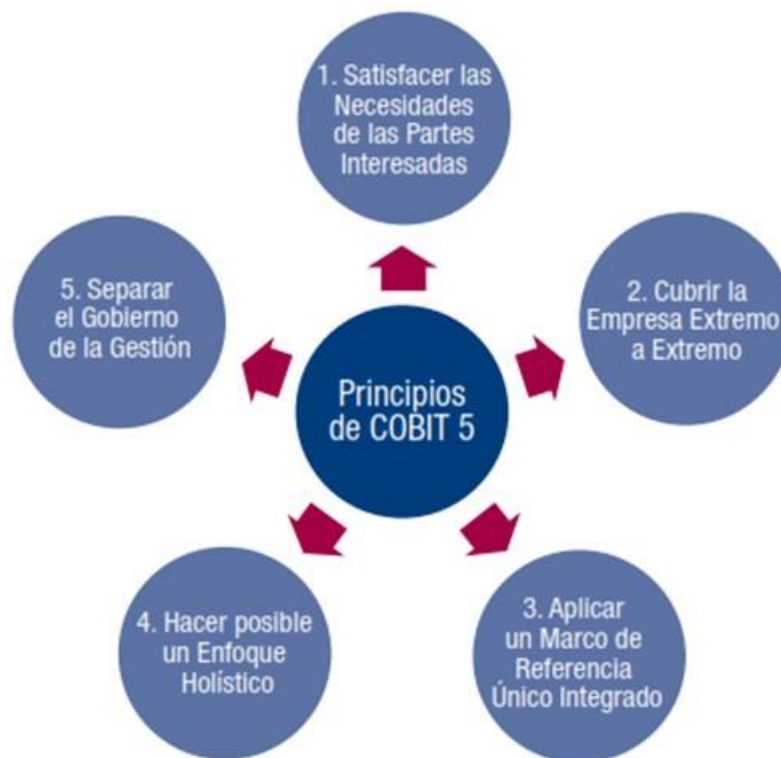 1. Satisfacer las
Necesidades
de las Partes
Interesadas
2. Cubrir la
Empresa Extremo
a Extremo
3. Aplicar
un Marco de
Referencia
Único Integrado
4. Hacer posible
un Enfoque
Holístico
5. Separar
el Gobierno
de la Gestión
Principios
de COBIT 5